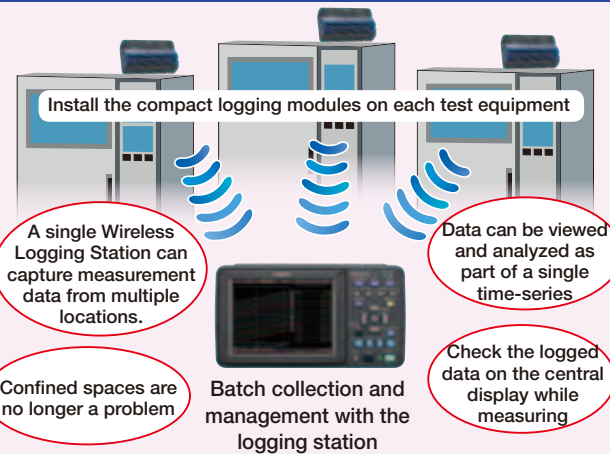 Install the compact logging modules on each test equipment
A single Wireless
Logging Station can
capture measurement
data from multiple
locations.
Data can be viewed
and analyzed as
part of a single
time-series
Confined spaces are
no longer a problem
Batch collection and
management with the
logging station
Check the logged
data on the central
display while
measuring